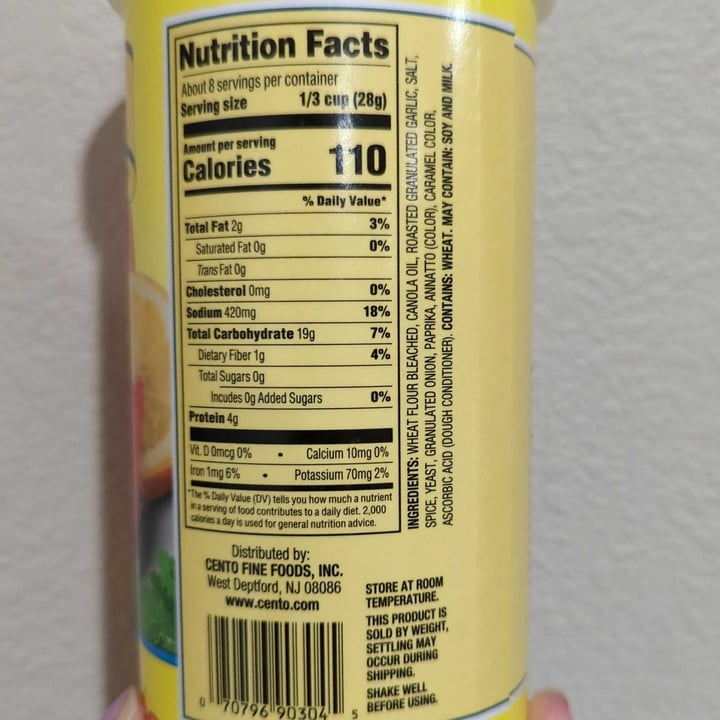 Nutrition Facts
About 8 servings per container
Serving size 1/3 cup (28g)
Amount per serving
Calories 110
% Daily Value*
Total Fat 2g 3%
Saturated Fat 0g 0%
Trans Fat 0g
Cholesterol 0mg 0%
Sodium 420mg 18%
Total Carbohydrate 19g 7%
Dietary Fiber 1g 4%
Total Sugars 0g
Incudes 0g Added Sugars 0%
Protein 4g
Vit. D 0mcg 0% • Calcium 10mg 0%
Iron 1mg 6% • Potassium 70mg 2%
*The % Daily Value (DV) tells you how much a nutrient
in a serving of food contributes to a daily diet. 2,000
calories a day is used for general nutrition advice.
INGREDIENTS: WHEAT FLOUR BLEACHED, CANOLA OIL, ROASTED GRANULATED GARLIC, SALT,
SPICE, YEAST, GRANULATED ONION, PAPRIKA, ANNATTO (COLOR), CARAMEL COLOR,
ASCORBIC ACID (DOUGH CONDITIONER). CONTAINS: WHEAT. MAY CONTAIN: SOY AND MILK.
Distributed by:
CENTO FINE FOODS, INC.
West Deptford, NJ 08086
www.cento.com
0 70796 90304 5
STORE AT ROOM
TEMPERATURE.
THIS PRODUCT IS
SOLD BY WEIGHT,
SETTLING MAY
OCCUR DURING
SHIPPING.
SHAKE WELL
BEFORE USING.